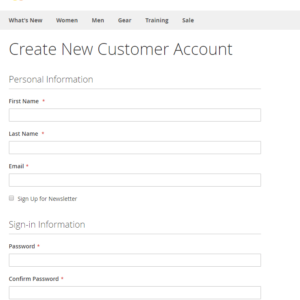 What's New Women Men Gear Training Sale
Create New Customer Account
Personal Information
First Name *
Last Name *
Email *
Sign Up for Newsletter
Sign-in Information
Password *
Confirm Password *